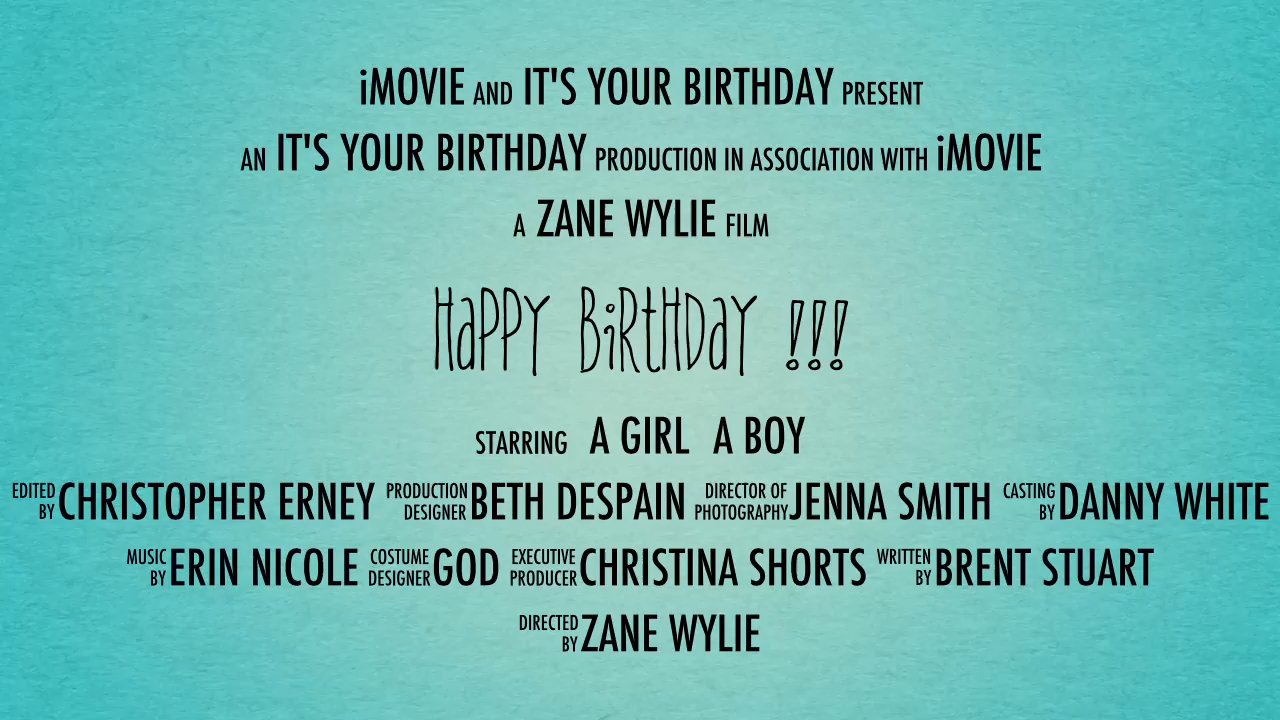 iMOVIE AND IT'S YOUR BIRTHDAY PRESENT
AN IT'S YOUR BIRTHDAY PRODUCTION IN ASSOCIATION WITH iMOVIE
A ZANE WYLIE FILM
HaPPY BiRtHDaY !!!
STARRING A GIRL A BOY
EDITED BY CHRISTOPHER ERNEY PRODUCTION DESIGNER BETH DESPAIN DIRECTOR OF PHOTOGRAPHY JENNA SMITH CASTING BY DANNY WHITE
MUSIC BY ERIN NICOLE COSTUME DESIGNER GOD EXECUTIVE PRODUCER CHRISTINA SHORTS WRITTEN BY BRENT STUART
DIRECTED BY ZANE WYLIE